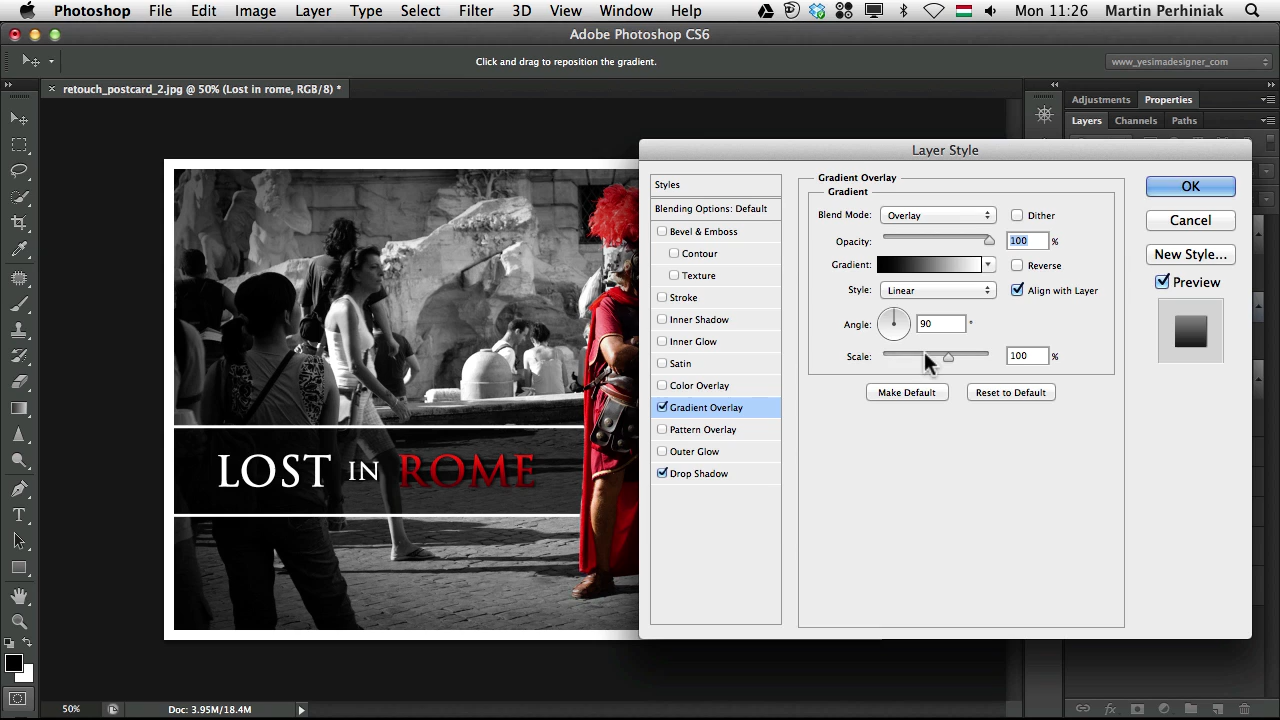 Photoshop File Edit Image Layer Type Select Filter 3D View Window Help Mon 11:26 Martin Perhiniak
Adobe Photoshop CS6
Click and drag to reposition the gradient. www_yesimadesigner_com
× retouch_postcard_2.jpg @ 50% (Lost in rome, RGB/8) *
Adjustments Properties
Layers Channels Paths
Layer Style
Styles
Blending Options: Default
Bevel & Emboss
Contour
Texture
Stroke
Inner Shadow
Inner Glow
Satin
Color Overlay
Gradient Overlay
Pattern Overlay
Outer Glow
Drop Shadow
Gradient Overlay
Gradient
Blend Mode: Overlay Dither
Opacity: 100 %
Gradient: Reverse
Style: Linear Align with Layer
Angle: 90 °
Scale: 100 %
Make Default Reset to Default
OK
Cancel
New Style...
Preview
LOST IN ROME
50% Doc: 3.95M/18.4M